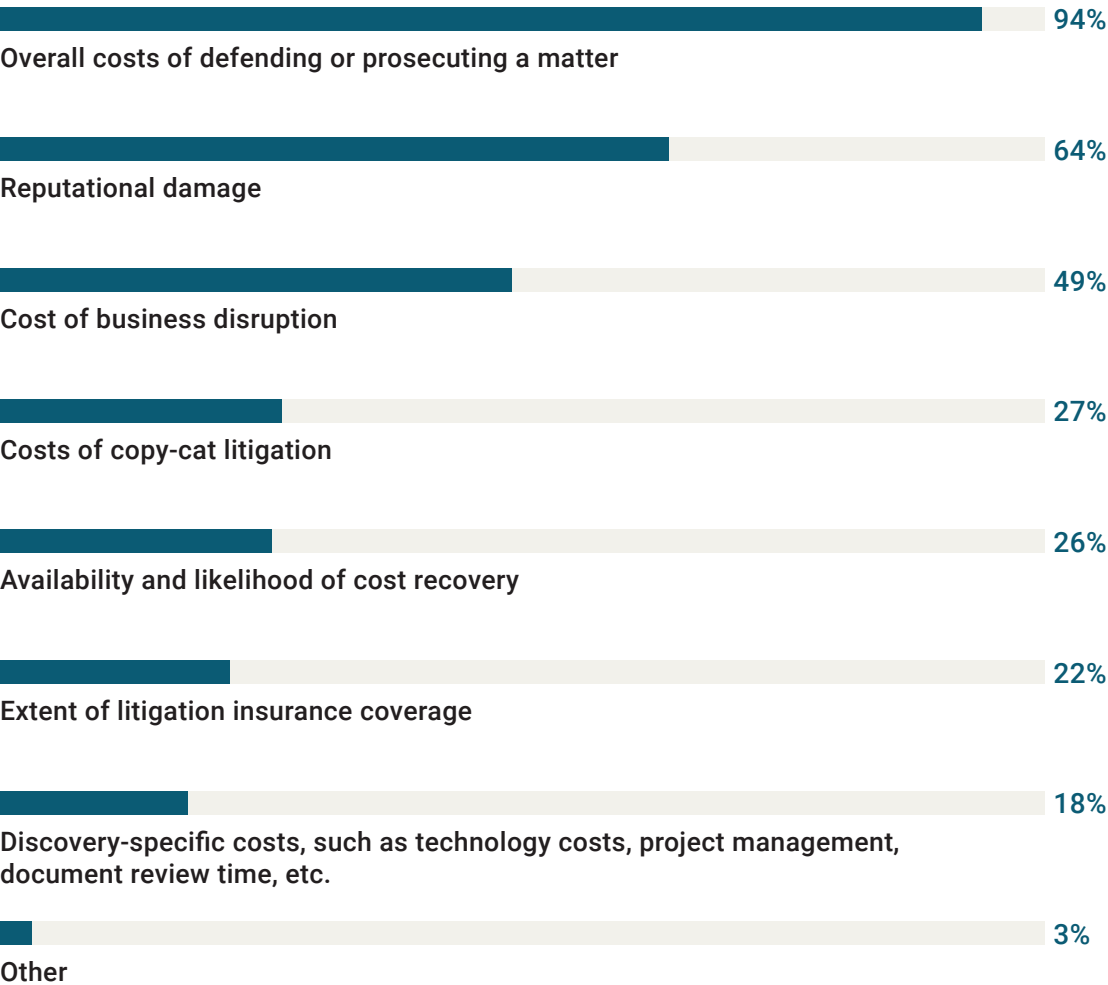 94%
Overall costs of defending or prosecuting a matter
64%
Reputational damage
49%
Cost of business disruption
27%
Costs of copy-cat litigation
26%
Availability and likelihood of cost recovery
22%
Extent of litigation insurance coverage
18%
Discovery-specific costs, such as technology costs, project management,
document review time, etc.
3%
Other